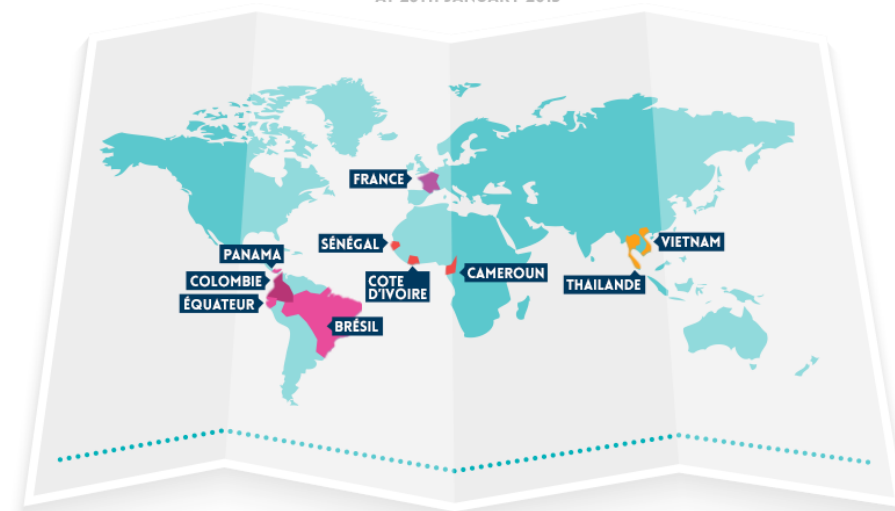 FRANCE
SÉNÉGAL
VIETNAM
PANAMA
CAMEROUN
COLOMBIE
COTE
D'IVOIRE
THAILANDE
ÉQUATEUR
BRÉSIL